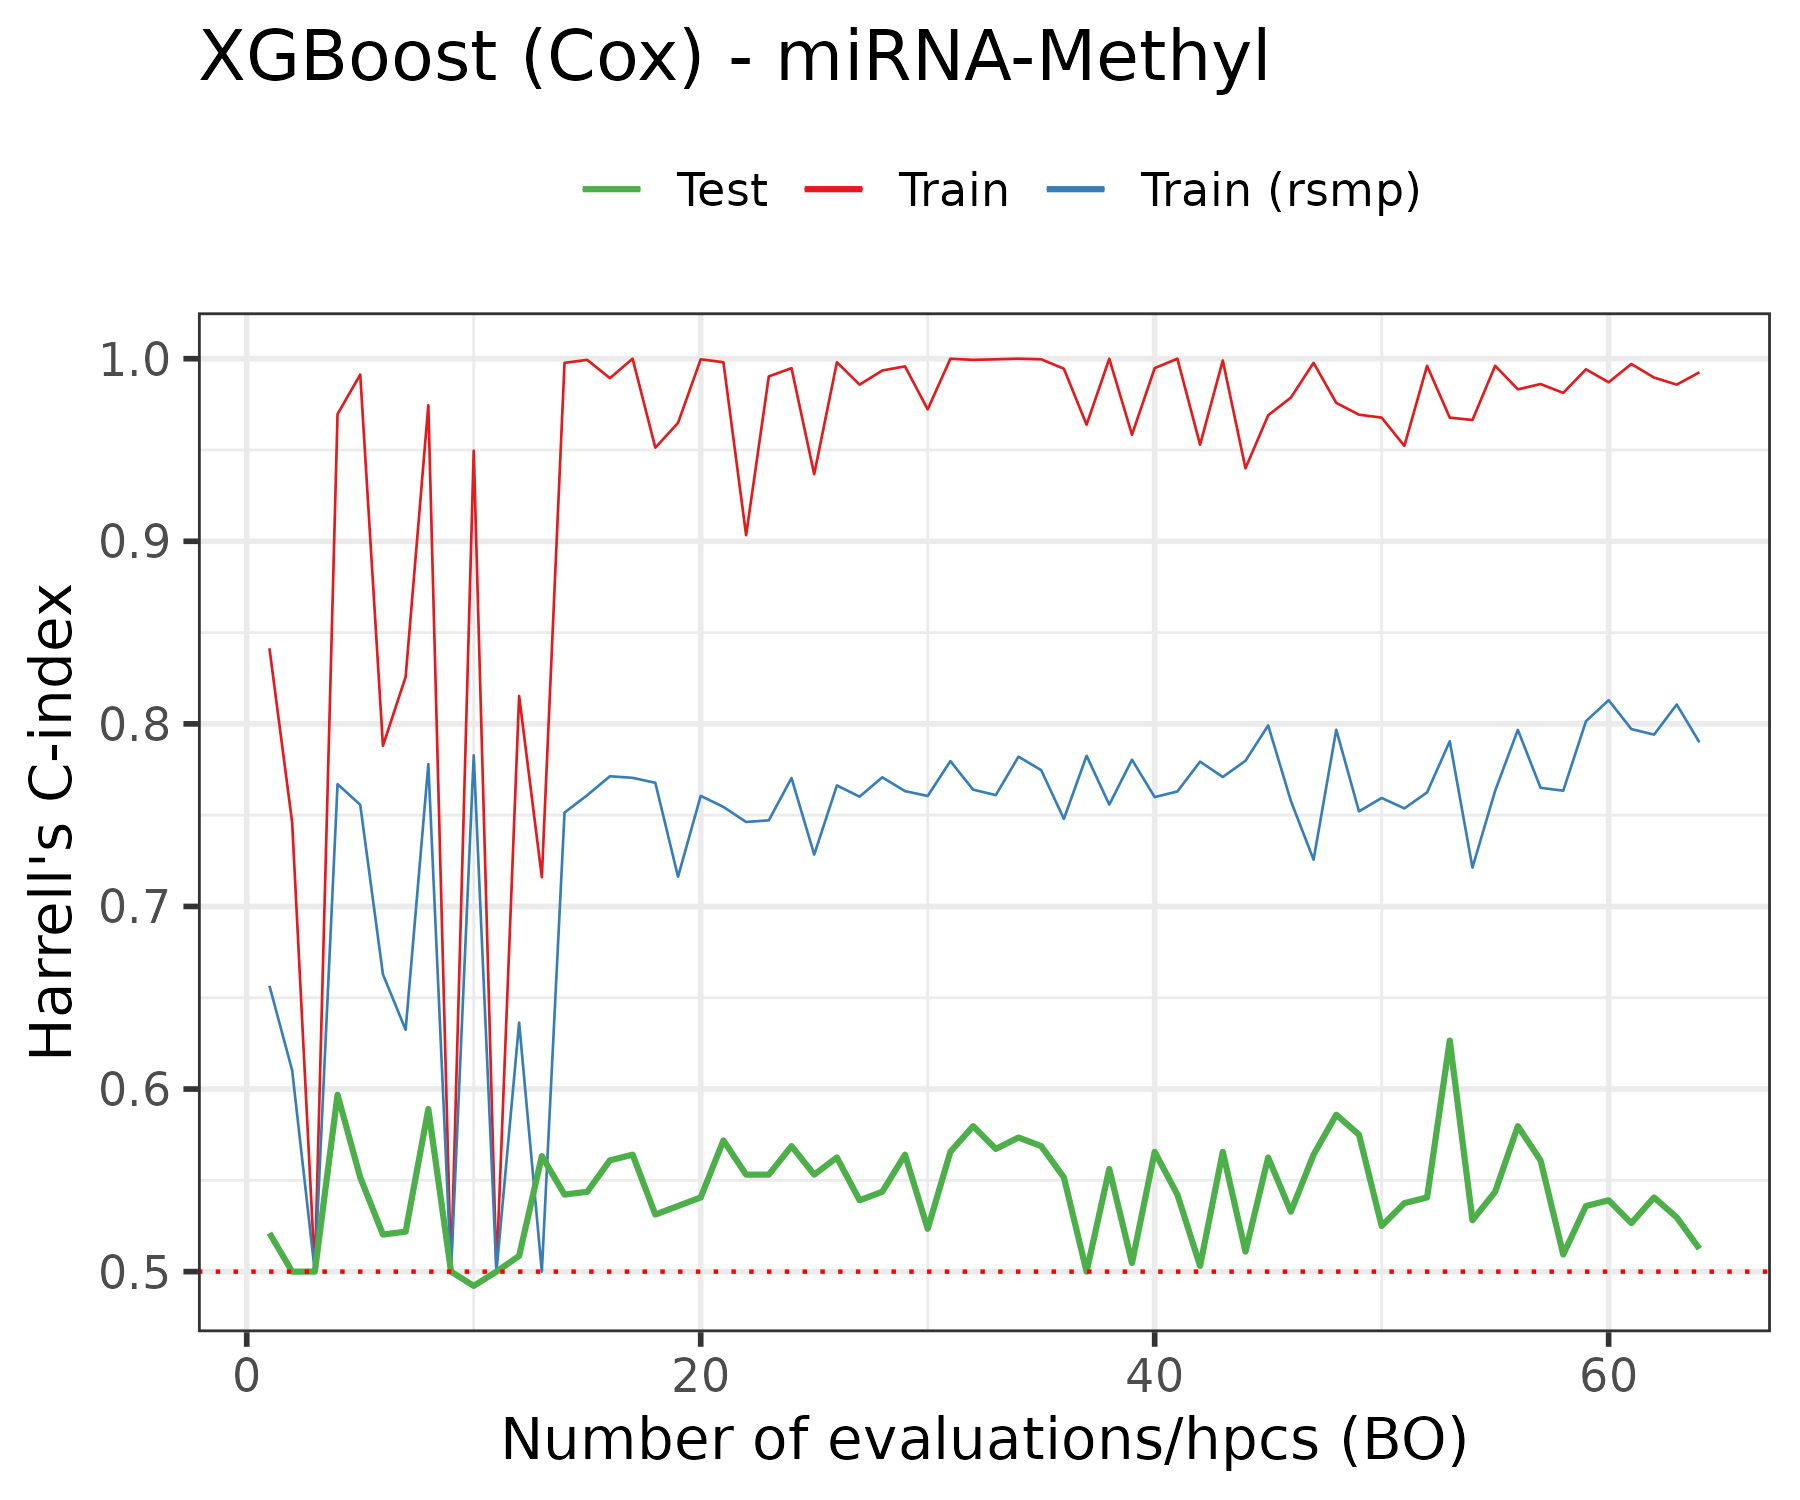 XGBoost (Cox) - miRNA-Methyl
Test Train Train (rsmp)
Harrell's C-index
1.0
0.9
0.8
0.7
0.6
0.5
0 20 40 60
Number of evaluations/hpcs (BO)